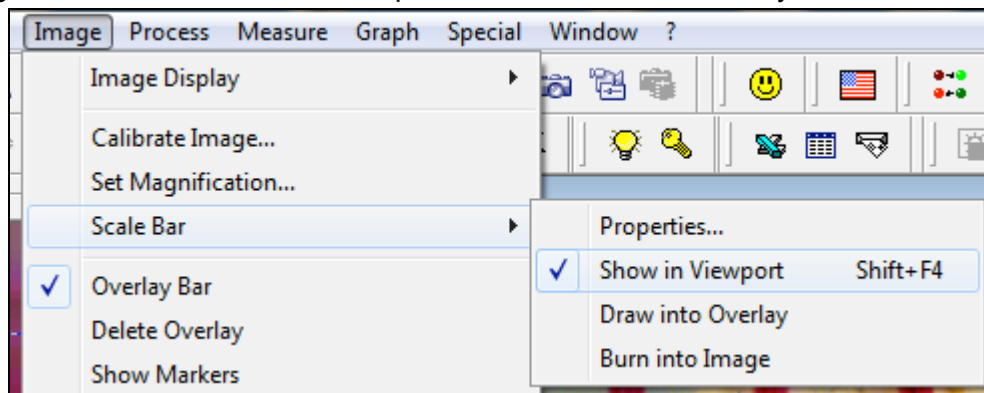 Image Process Measure Graph Special Window ?
Image Display
Calibrate Image...
Set Magnification...
Scale Bar
Properties...
Show in Viewport Shift+F4
Overlay Bar
Draw into Overlay
Delete Overlay
Burn into Image
Show Markers